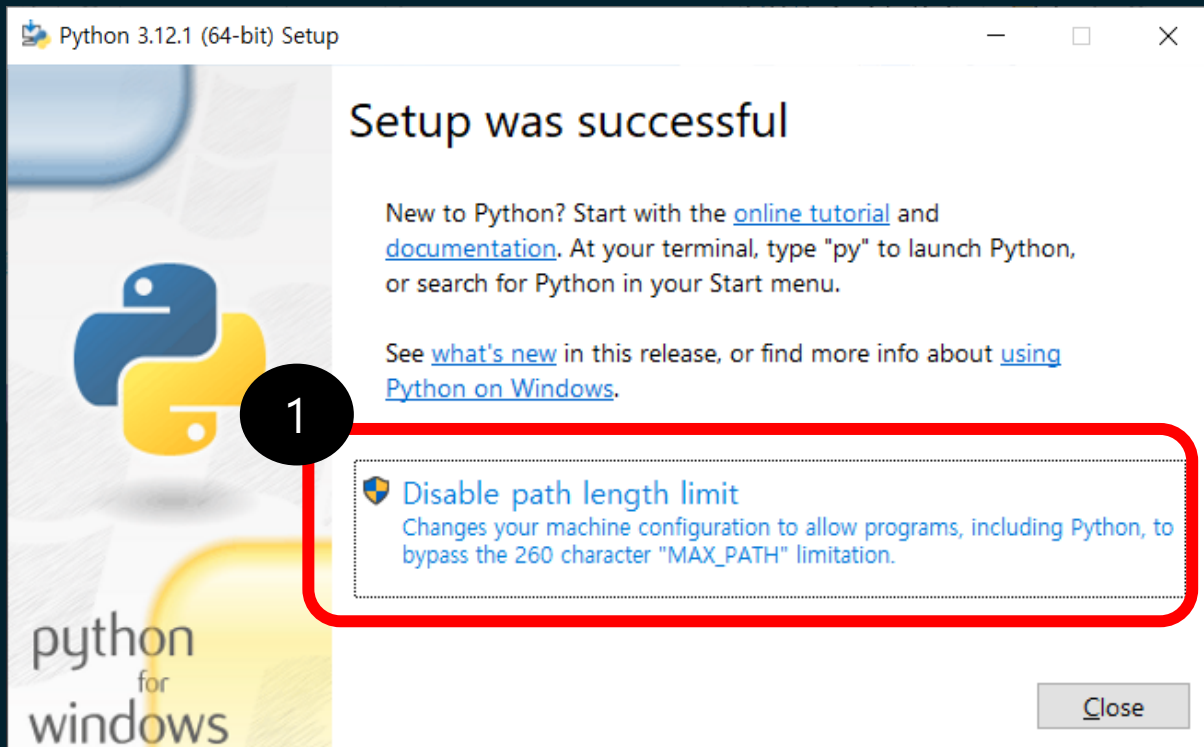 Python 3.12.1 (64-bit) Setup
Setup was successful
New to Python? Start with the online tutorial and
documentation. At your terminal, type "py" to launch Python,
or search for Python in your Start menu.
See what's new in this release, or find more info about using
Python on Windows.
1
Disable path length limit
Changes your machine configuration to allow programs, including Python, to
bypass the 260 character "MAX_PATH" limitation.
python
for
windows
Close